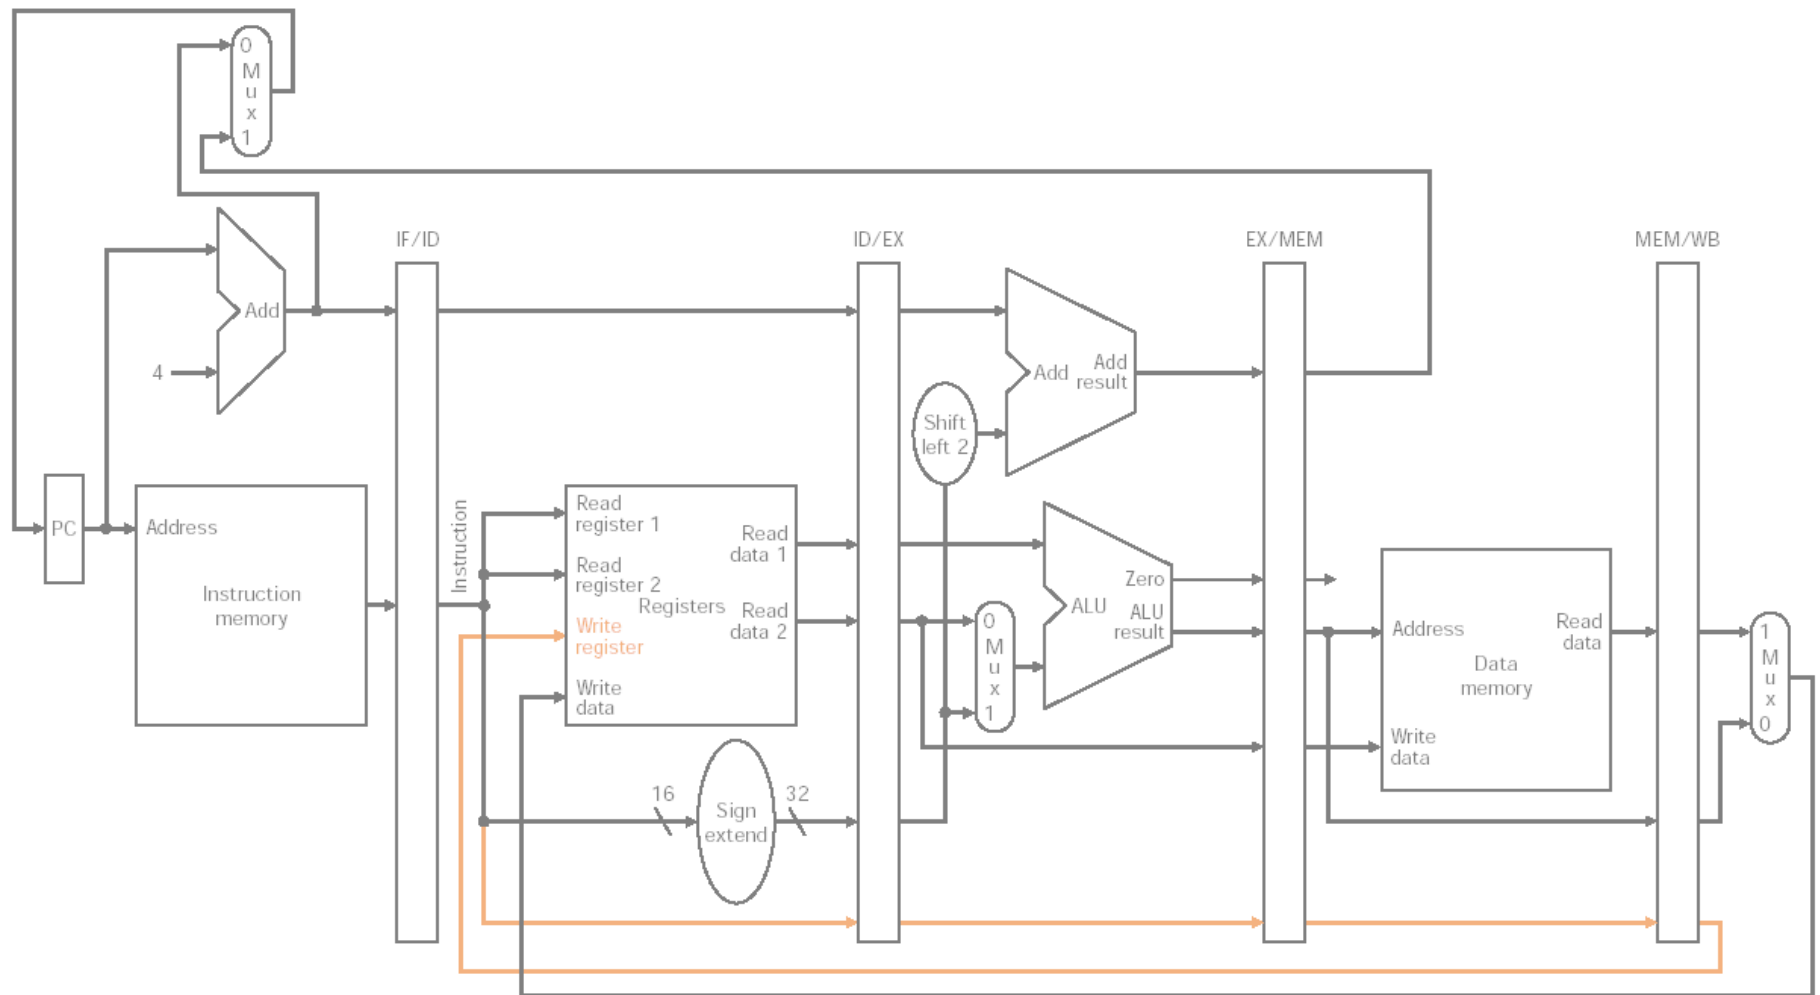 0
M
u
x
1
IF/ID
ID/EX
EX/MEM
MEM/WB
Add
4
Add
Add
result
Shift
left 2
PC
Address
Instruction
memory
Instruction
Read
register 1
Read
register 2
Write
register
Write
data
Registers
Read
data 1
Read
data 2
0
M
u
x
1
Zero
ALU
ALU
result
Address
Write
data
Data
memory
Read
data
1
M
u
x
0
16
Sign
extend
32